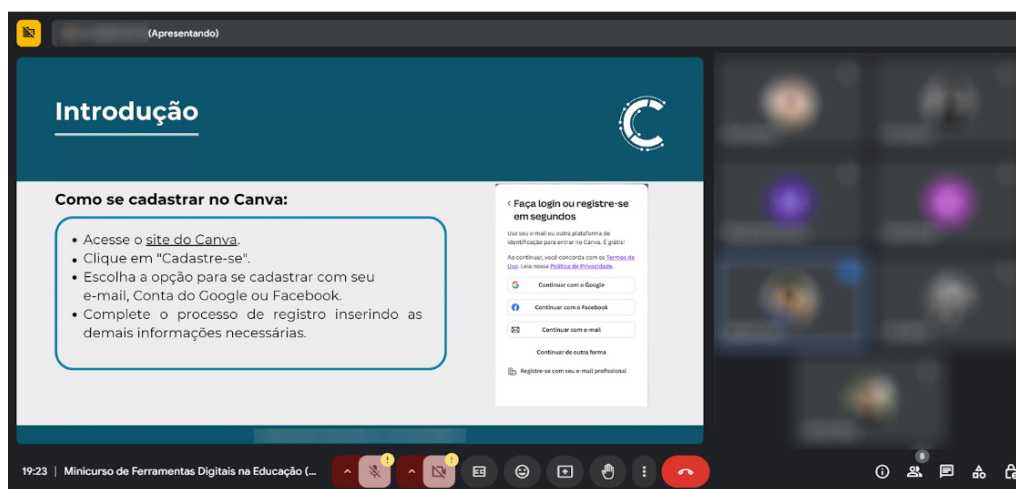 (Apresentando)
Introdução
Como se cadastrar no Canva:
• Acesse o site do Canva.
• Clique em "Cadastre-se".
• Escolha a opção para se cadastrar com seu
e-mail, Conta do Google ou Facebook.
• Complete o processo de registro inserindo as
demais informações necessárias.
‹ Faça login ou registre-se
em segundos
Use seu e-mail ou outra plataforma de
identificação para entrar no Canva. É grátis!
Ao continuar, você concorda com os Termos de
Uso. Leia nossa Política de Privacidade.
Continuar com o Google
Continuar com o Facebook
Continuar com e-mail
Continuar de outra forma
Registre-se com seu e-mail profissional
19:23 | Minicurso de Ferramentas Digitais na Educação (...
8